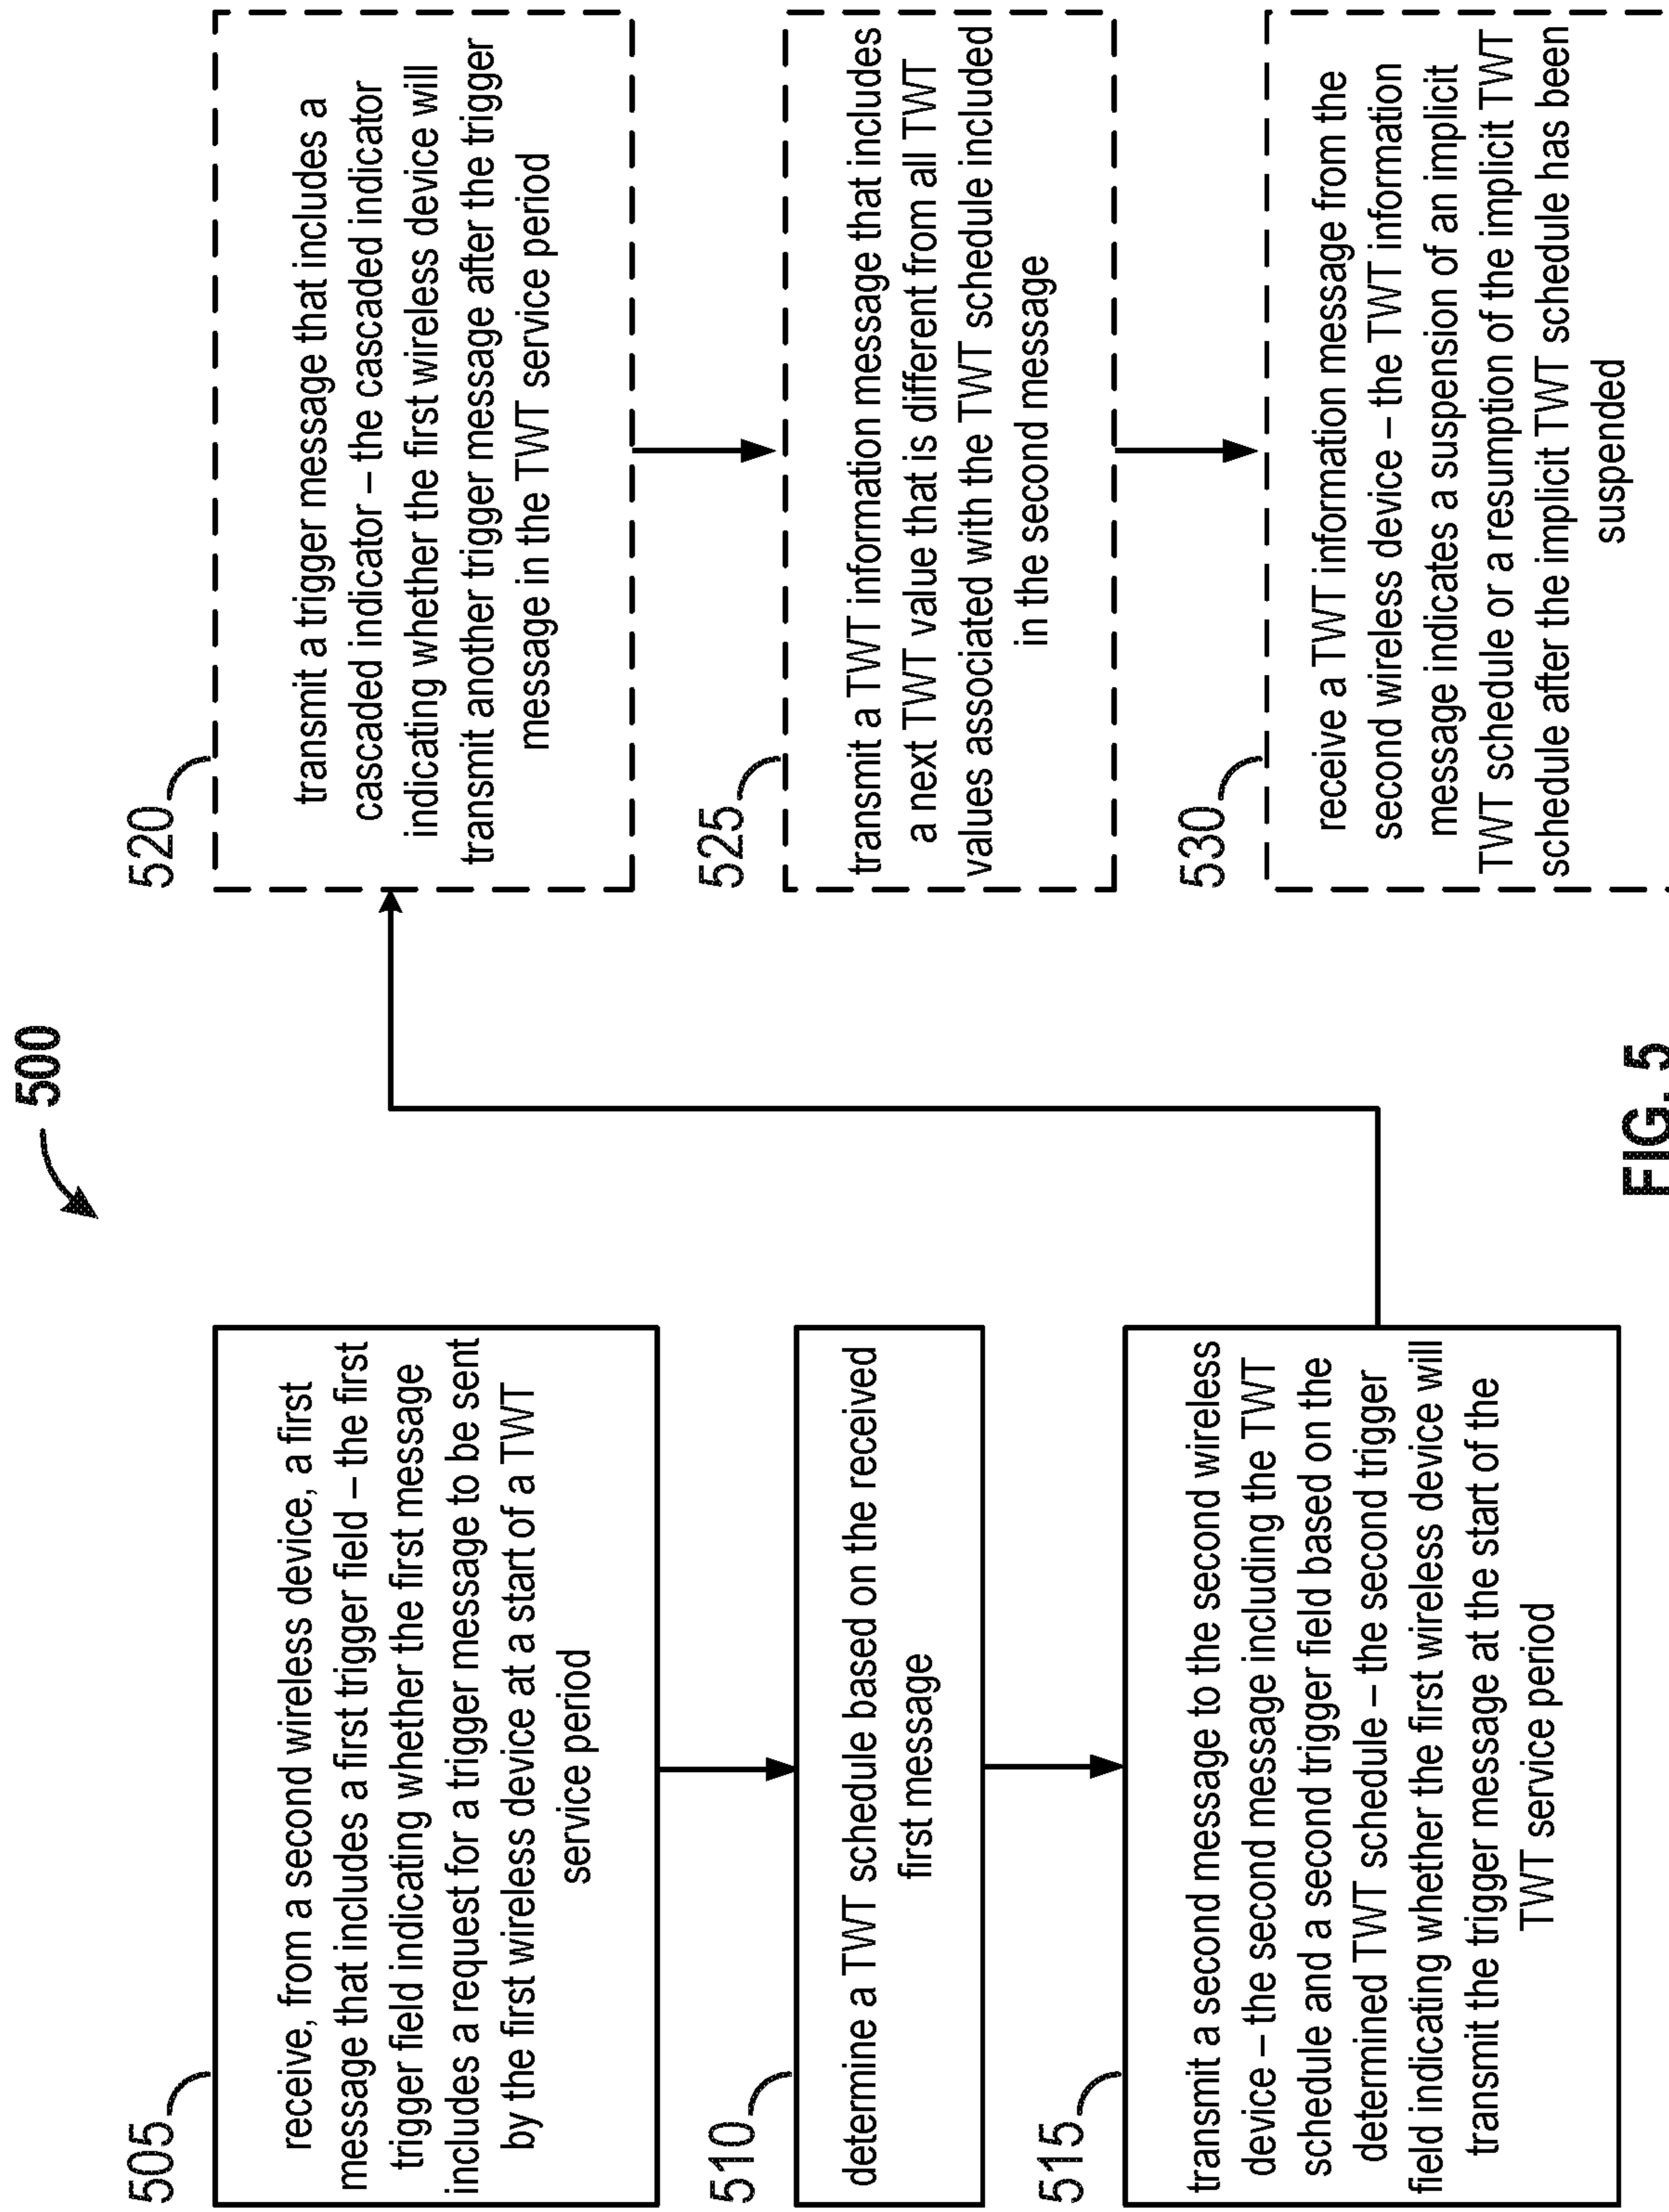 500
505
receive, from a second wireless device, a first
message that includes a first trigger field – the first
trigger field indicating whether the first message
includes a request for a trigger message to be sent
by the first wireless device at a start of a TWT
service period
510
determine a TWT schedule based on the received
first message
515
transmit a second message to the second wireless
device – the second message including the TWT
schedule and a second trigger field based on the
determined TWT schedule – the second trigger
field indicating whether the first wireless device will
transmit the trigger message at the start of the
TWT service period
520
transmit a trigger message that includes a
cascaded indicator – the cascaded indicator
indicating whether the first wireless device will
transmit another trigger message after the trigger
message in the TWT service period
525
transmit a TWT information message that includes
a next TWT value that is different from all TWT
values associated with the TWT schedule included
in the second message
530
receive a TWT information message from the
second wireless device – the TWT information
message indicates a suspension of an implicit
TWT schedule or a resumption of the implicit TWT
schedule after the implicit TWT schedule has been
suspended
FIG. 5